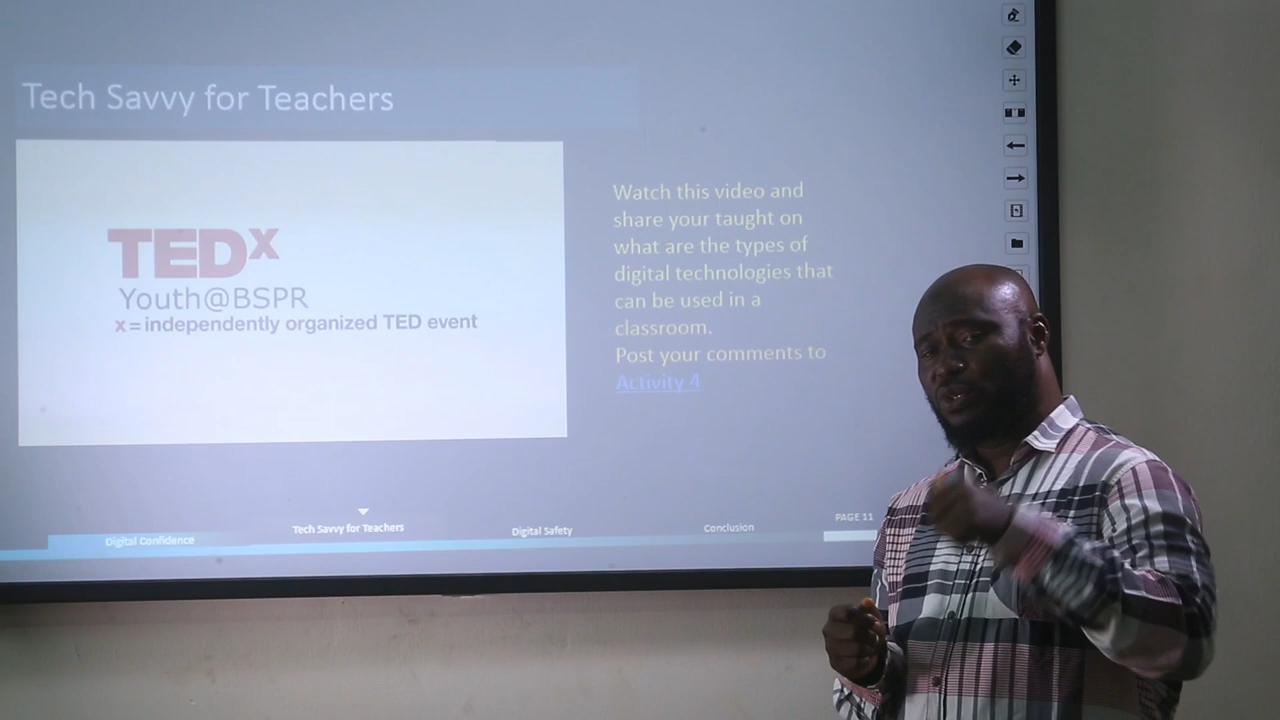 Tech Savvy for Teachers
TEDx
Youth@BSPR
x = independently organized TED event
Watch this video and
share your taught on
what are the types of
digital technologies that
can be used in a
classroom.
Post your comments to
Activity 4
Digital Confidence
Tech Savvy for Teachers
Digital Safety
Conclusion
PAGE 11